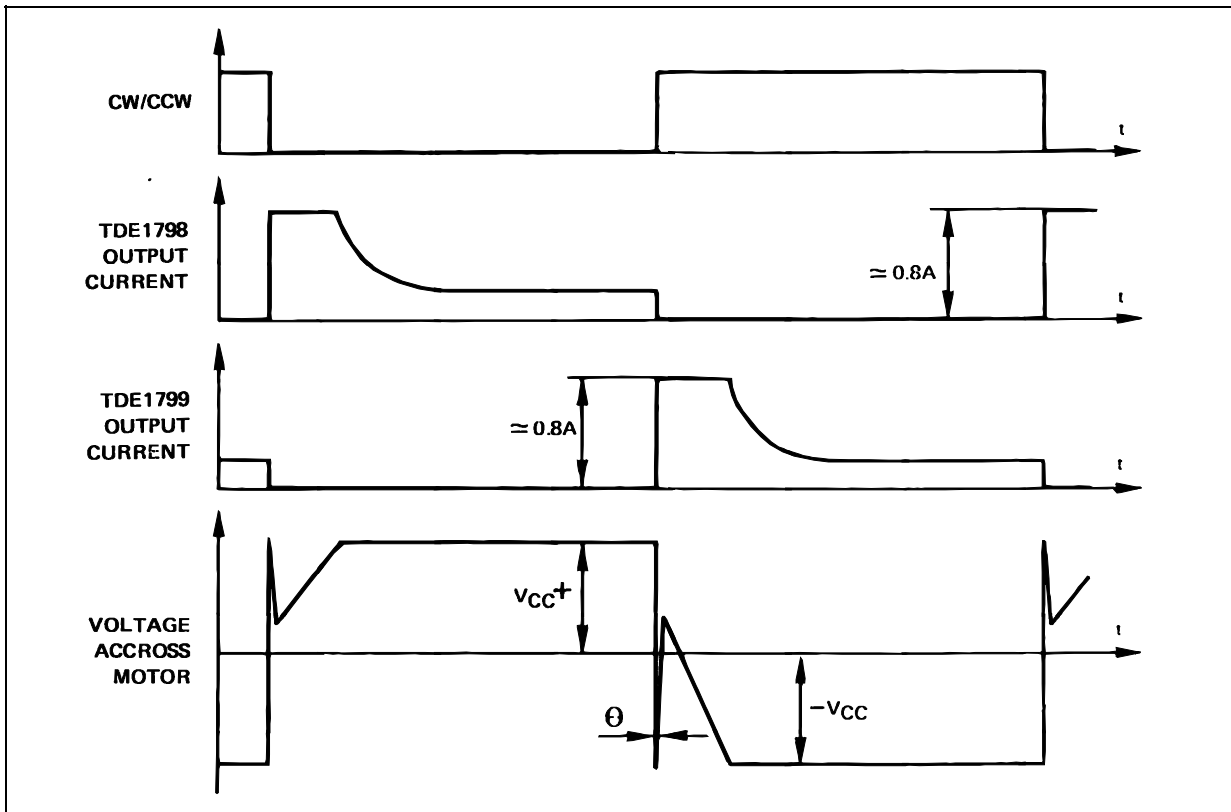 CW/CCW
t
TDE1798
OUTPUT
CURRENT
≃ 0.8A
t
TDE1799
OUTPUT
CURRENT
≃ 0.8A
t
VOLTAGE
ACCROSS
MOTOR
VCC+
t
Θ
−VCC